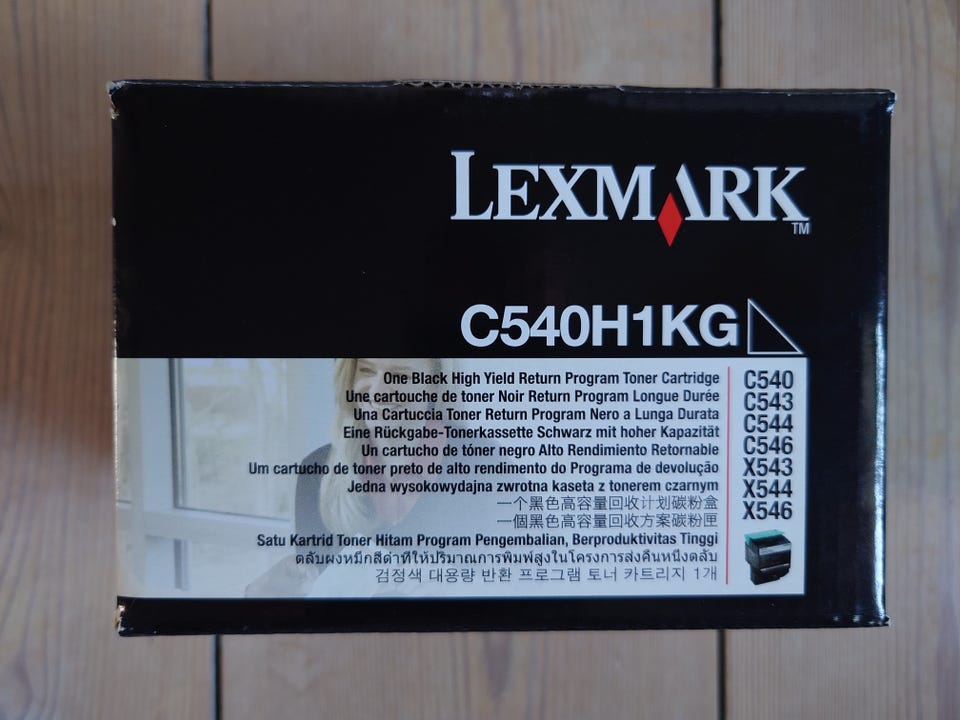 LEXMARK™
C540H1KG
One Black High Yield Return Program Toner Cartridge
Une cartouche de toner Noir Return Program Longue Durée
Una Cartuccia Toner Return Program Nero a Lunga Durata
Eine Rückgabe-Tonerkassette Schwarz mit hoher Kapazität
Un cartucho de tóner negro Alto Rendimiento Retornable
Um cartucho de toner preto de alto rendimento do Programa de devolução
Jedna wysokowydajna zwrotna kaseta z tonerem czarnym
一个黑色高容量回收计划碳粉盒
一個黑色高容量回收方案碳粉匣
Satu Kartrid Toner Hitam Program Pengembalian, Berproduktivitas Tinggi
ตลับผงหมึกสีดำที่ให้ปริมาณการพิมพ์สูงในโครงการส่งคืนหนึ่งตลับ
검정색 대용량 반환 프로그램 토너 카트리지 1개
C540
C543
C544
C546
X543
X544
X546